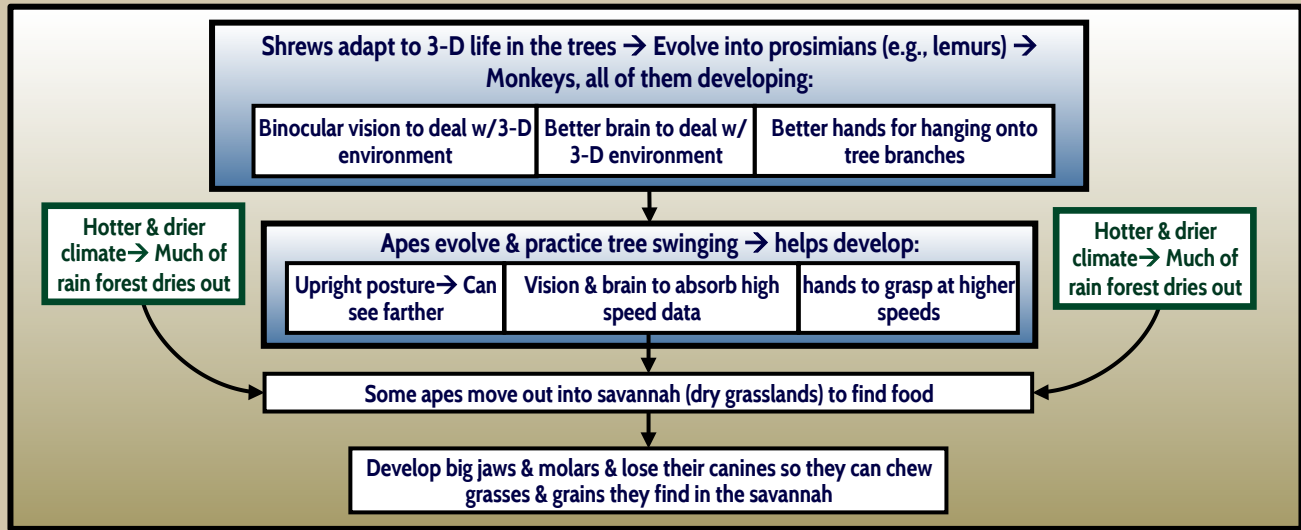 Shrews adapt to 3-D life in the trees → Evolve into prosimians (e.g., lemurs) →
Monkeys, all of them developing:
Binocular vision to deal w/3-D
environment
Better brain to deal w/
3-D environment
Better hands for hanging onto
tree branches
Hotter & drier
climate→ Much of
rain forest dries out
Apes evolve & practice tree swinging → helps develop:
Upright posture→ Can
see farther
Vision & brain to absorb high
speed data
hands to grasp at higher
speeds
Hotter & drier
climate→ Much of
rain forest dries out
Some apes move out into savannah (dry grasslands) to find food
Develop big jaws & molars & lose their canines so they can chew
grasses & grains they find in the savannah